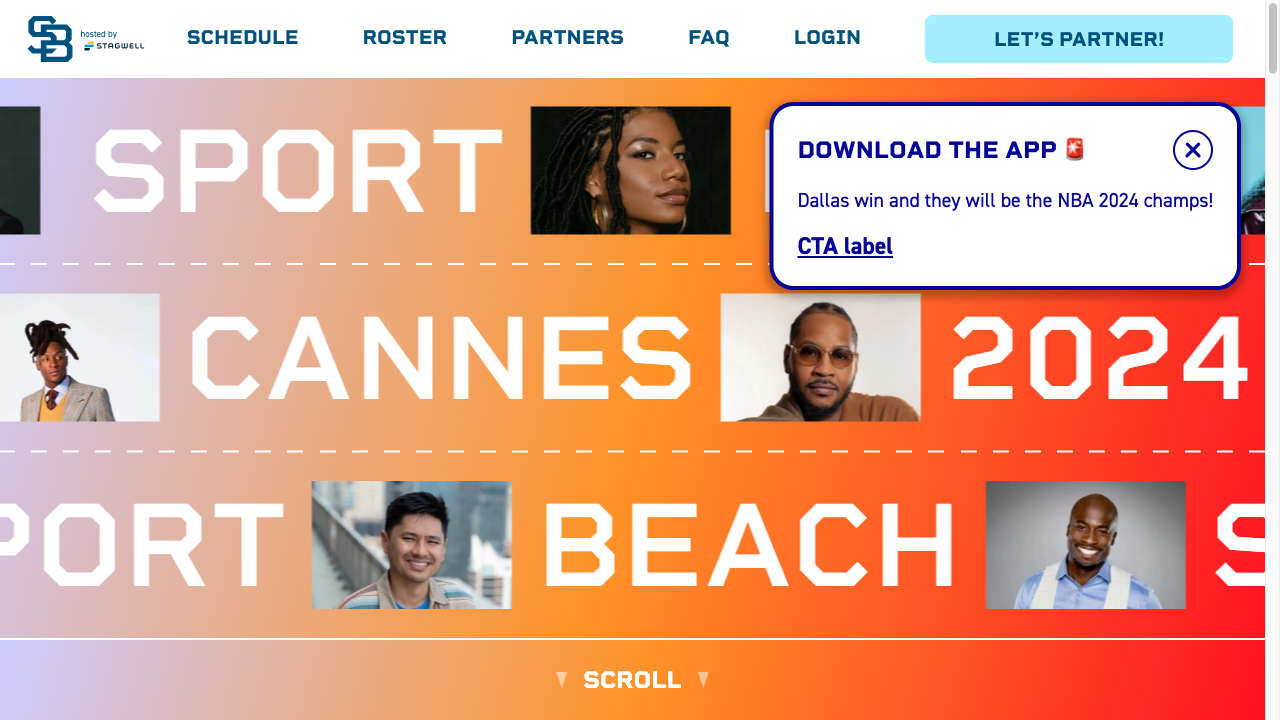 SB hosted by STAGWELL
SCHEDULE ROSTER PARTNERS FAQ LOGIN LET’S PARTNER!
SPORT
DOWNLOAD THE APP 🚨
Dallas win and they will be the NBA 2024 champs!
CTA label
CANNES 2024
PORT BEACH S
SCROLL